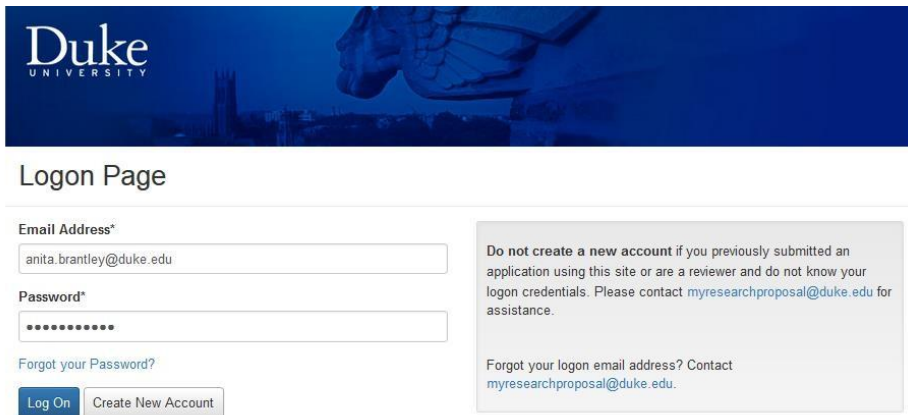 Duke
UNIVERSITY
Logon Page
Email Address*
anita.brantley@duke.edu
Password*
•••••••••••
Forgot your Password?
Log On
Create New Account
Do not create a new account if you previously submitted an
application using this site or are a reviewer and do not know your
logon credentials. Please contact myresearchproposal@duke.edu for
assistance.
Forgot your logon email address? Contact
myresearchproposal@duke.edu.